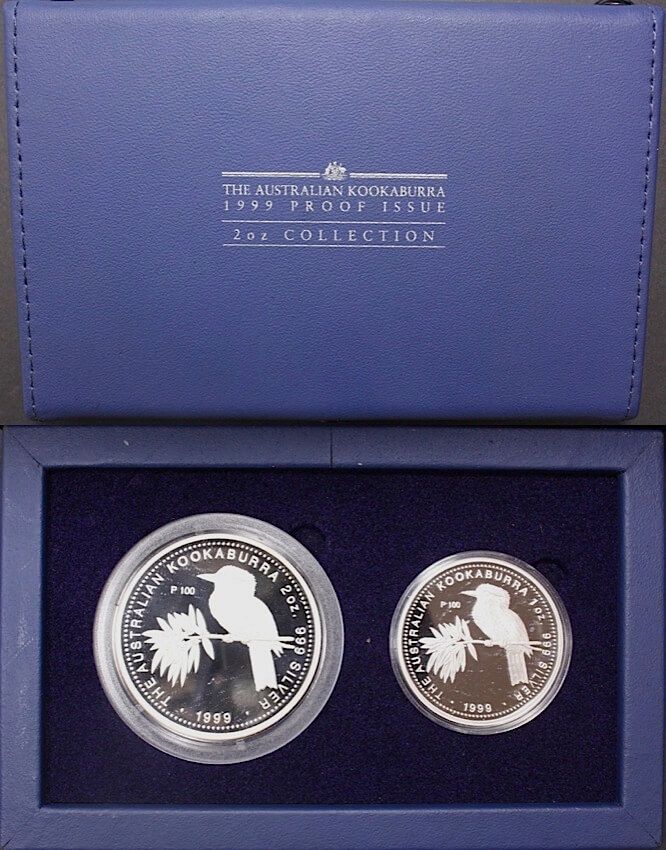 THE AUSTRALIAN KOOKABURRA
1999 PROOF ISSUE
2oz COLLECTION
THE AUSTRALIAN KOOKABURRA 2oz. 999 SILVER
P 100
1999
THE AUSTRALIAN KOOKABURRA 1oz. 999 SILVER
P 100
1999